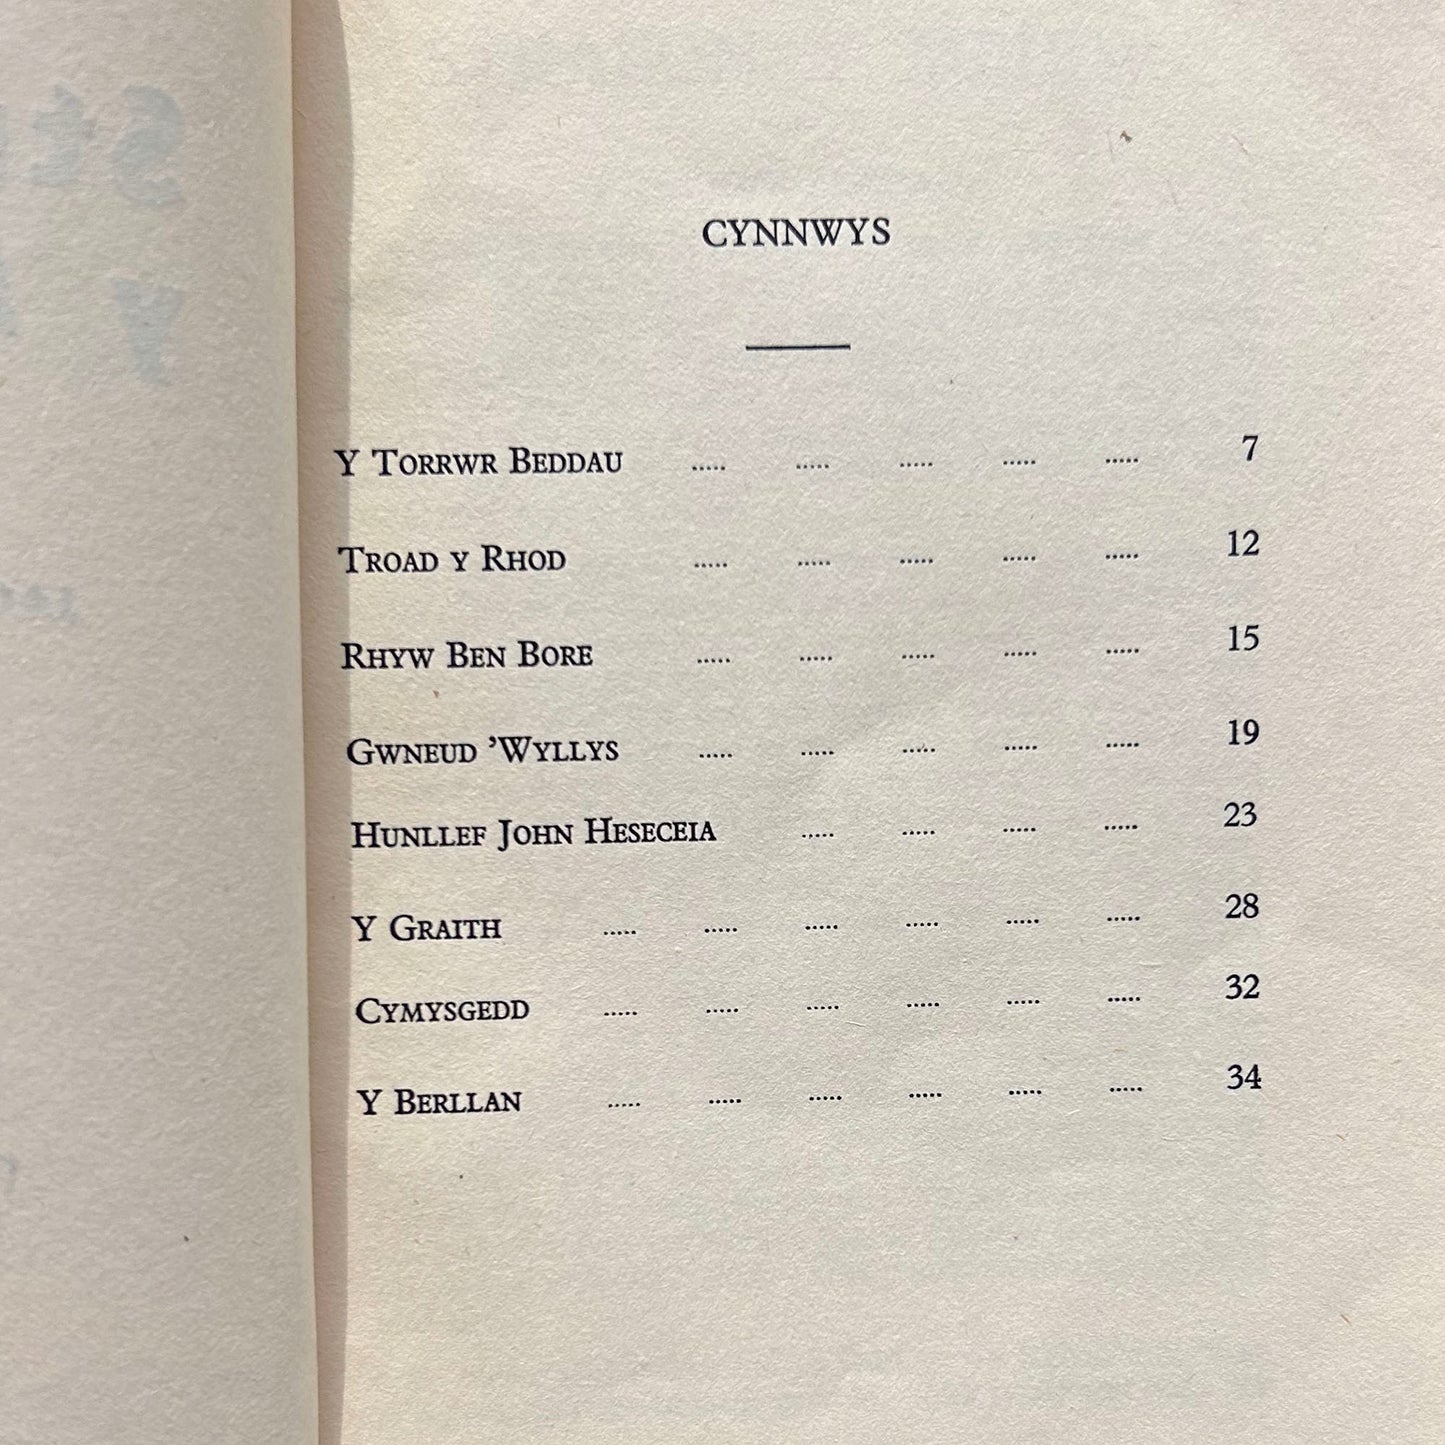 CYNNWYS
Y TORRWR BEDDAU ..... ..... ..... ..... ..... 7
TROAD Y RHOD ..... ..... ..... ..... ..... 12
RHYW BEN BORE ..... ..... ..... ..... ..... 15
GWNEUD ’WYLLYS ..... ..... ..... ..... ..... 19
HUNLLEF JOHN HESECEIA ..... ..... ..... ..... 23
Y GRAITH ..... ..... ..... ..... ..... ..... 28
CYMYSGEDD ..... ..... ..... ..... ..... ..... 32
Y BERLLAN ..... ..... ..... ..... ..... ..... 34